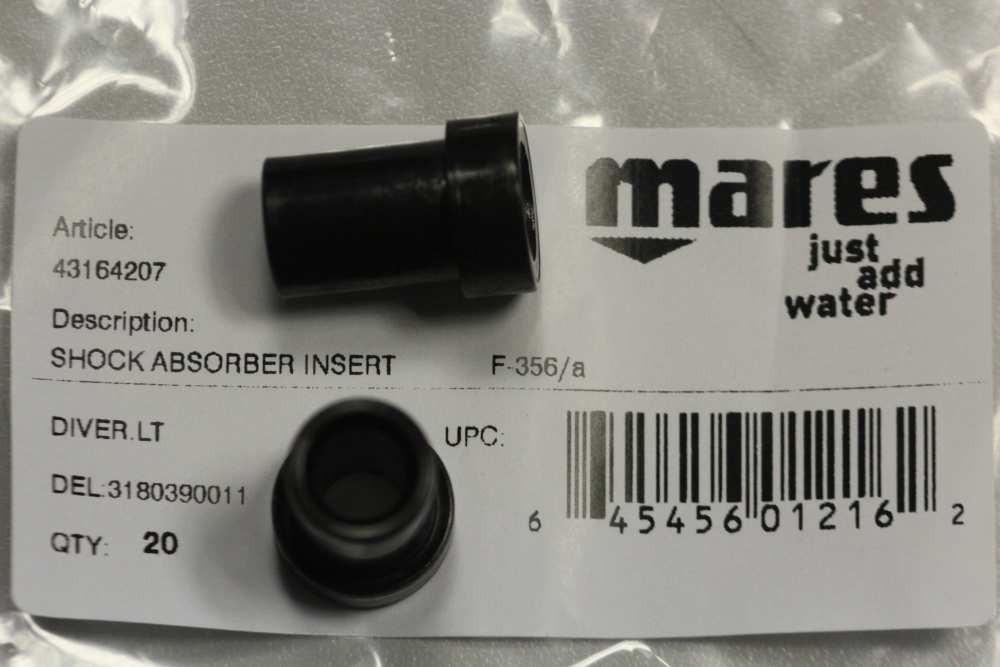 mares
just
add
water
Article:
43164207
Description:
SHOCK ABSORBER INSERT F-356/a
DIVER.LT
DEL:3180390011
QTY: 20
UPC:
6 45456 01216 2